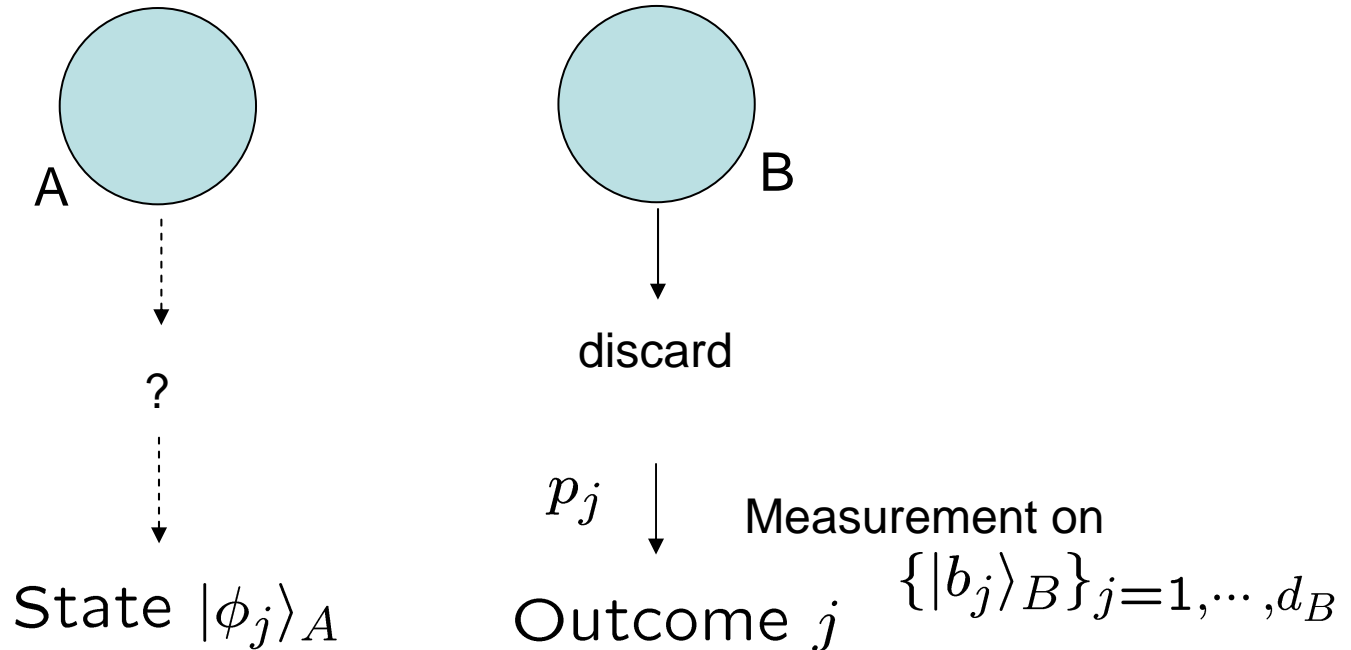 A
B
discard
?
p_j
Measurement on
{|b_j⟩_B}_{j=1,⋯,d_B}
State |ϕ_j⟩_A
Outcome j